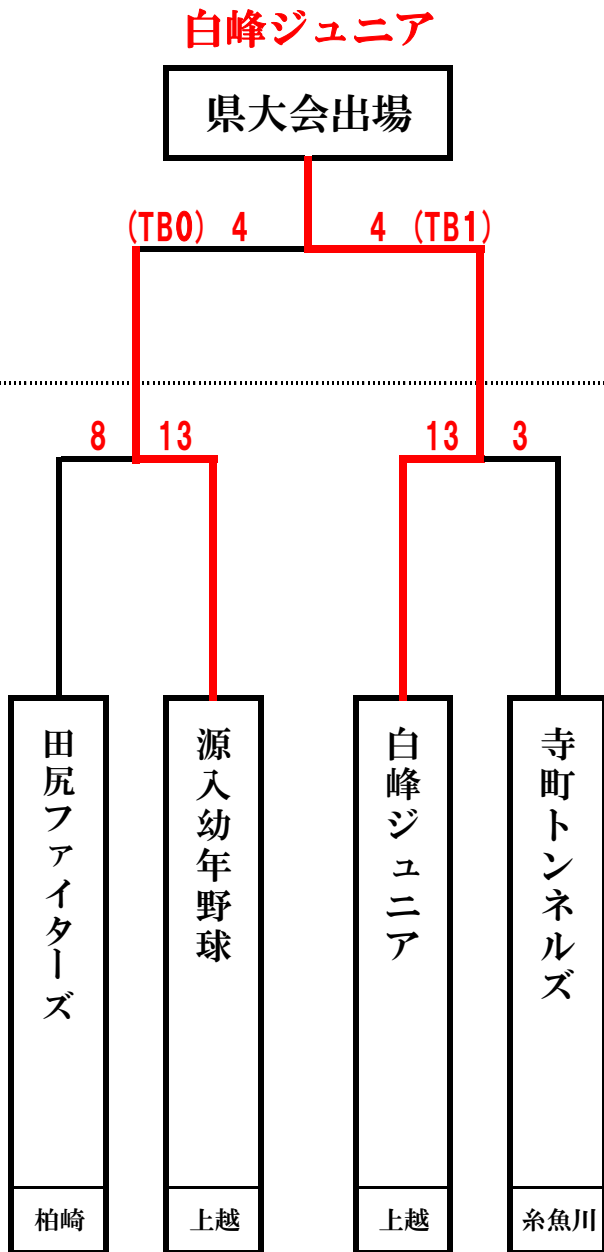 白峰ジュニア
県大会出場
(TB0) 4
4 (TB1)
8
13
13
3
田尻ファイターズ
源入幼年野球
白峰ジュニア
寺町トンネルズ
柏崎
上越
上越
糸魚川